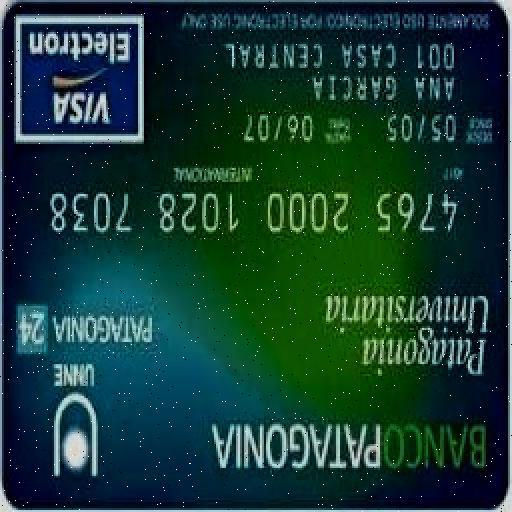 BANCOPATAGONIA
UNNE
Patagonia
Universitaria
PATAGONIA 24
4765 2000 1028 7038
INTERNATIONAL
05/05 06/07
ANA GARCIA
001 CASA CENTRAL
VISA
Electron
SOLAMENTE USO ELECTRONICO FOR ELECTRONIC USE ONLY